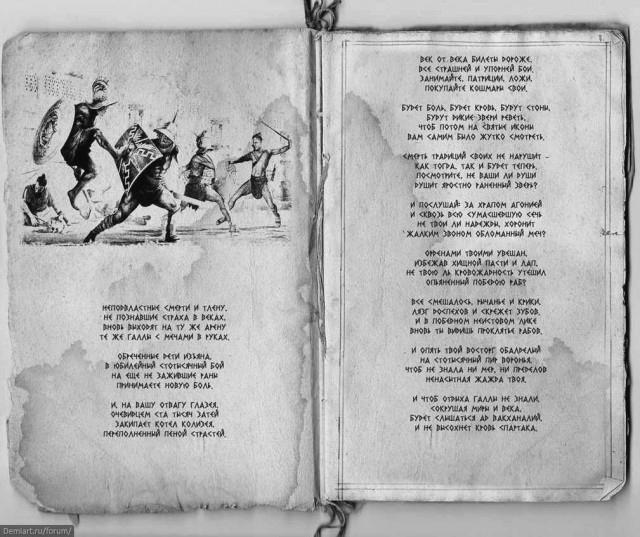 НЕПОДВЛАСТНЫЕ СМЕРТИ И ТЛЕНУ,
НЕ ПОЗНАВШИЕ СТРАХА В ВЕКАХ,
ВНОВЬ ВЫХОДЯТ НА ТУ ЖЕ АРЕНУ
ТЕ ЖЕ ГАЛЛЫ С МЕЧАМИ В РУКАХ.

ОБРЕЧЕННЫЕ ДЕТИ ИЗЪЯНА,
В ЮБИЛЕЙНЫЙ СТОТЫСЯЧНЫЙ БОЙ
НА ЕЩЕ НЕ ЗАЖИВШИЕ РАНЫ
ПРИНИМАЕТЕ НОВУЮ БОЛЬ.

И, НА ВАШУ ОТВАГУ ГЛАЗЕЯ,
ОЧЕВИДЦЕМ СТА ТЫСЯЧ ЗАТЕЙ
ЗАКИПАЕТ КОТЕЛ КОЛИЗЕЯ,
ПЕРЕПОЛНЕННЫЙ ПЕНОЙ СТРАСТЕЙ.

ВЕК ОТ ВЕКА БИЛЕТЫ ДОРОЖЕ,
ВСЕ СТРАШНЕЙ И УПОРНЕЙ БОИ.
ЗАНИМАЙТЕ, ПАТРИЦИИ, ЛОЖИ,
ПОКУПАЙТЕ КОШМАРЫ СВОИ.

БУДЕТ БОЛЬ, БУДЕТ КРОВЬ, БУДУТ СТОНЫ,
БУДУТ ДИКИЕ ЗВЕРИ РЕВЕТЬ,
ЧТОБ ПОТОМ НА СВЯТЫЕ ИКОНЫ
ВАМ САМИМ БЫЛО ЖУТКО СМОТРЕТЬ.

СМЕРТЬ ТРАДИЦИЙ СВОИХ НЕ НАРУШИТ -
КАК ТОГДА, ТАК И БУДЕТ ТЕПЕРЬ,
ПОСМОТРИТЕ, НЕ ВАШИ ЛИ ДУШИ
ДУШИТ ЯРОСТНО РАНЕННЫЙ ЗВЕРЬ?

И ПОСЛУШАЙ: ЗА ХРАПОМ АГОНИЕЙ
И СКВОЗЬ ВСЮ СУМАСШЕДШУЮ СЕЧЬ
НЕ ТВОИ ЛИ НАДЕЖДЫ, ХОРОНИТ
ЖАЛКИМ ЗВОНОМ ОБЛОМАННЫЙ МЕЧ?

ОРДЕНАМИ ТВОИМИ УВЕШАН,
ИЗБЕЖАВ ХИЩНОЙ ПАСТИ И ЛАП,
НЕ ТВОЮ ЛЬ КРОВОЖАДНОСТЬ УТЕШИЛ
ОПЬЯНЕННЫЙ ПОБЕДОЮ РАБ?

ВСЕ СМЕШАЛОСЬ, РЫЧАНЬЕ И КРИКИ,
ЛЯЗГ ДОСПЕХОВ И СКРЕЖЕТ ЗУБОВ,
И В ПОБЕДНОМ НЕИСТОВОМ ЛИКЕ
ВНОВЬ ТЫ ВИДИШЬ ПРОКЛЯТЬЕ РАБОВ.

И ОПЯТЬ ТВОЙ ВОСТОРГ ОБАЛДЕЛЫЙ
НА СТОТЫСЯЧНЫЙ ПИР ВОРОНЬЯ,
ЧТОБ НЕ ЗНАЛА НИ МЕР, НИ ПРЕДЕЛОВ
НЕНАСЫТНАЯ ЖАЖДА ТВОЯ.

И ЧТОБ ОТДЫХА ГАЛЛЫ НЕ ЗНАЛИ,
СОКРУШАЯ МИРЫ И ВЕКА,
БУДЕТ СЛЫШАТЬСЯ АД ВАКХАНАЛИЙ,
И НЕ ВЫСОХНЕТ КРОВЬ СПАРТАКА.

Demiart.ru/forum/